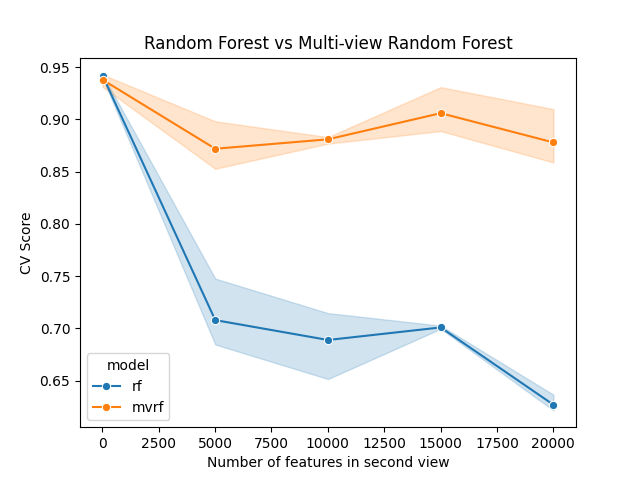 Random Forest vs Multi-view Random Forest
0.95
0.90
0.85
0.80
0.75
0.70
0.65
CV Score
model
rf
mvrf
0 2500 5000 7500 10000 12500 15000 17500 20000
Number of features in second view